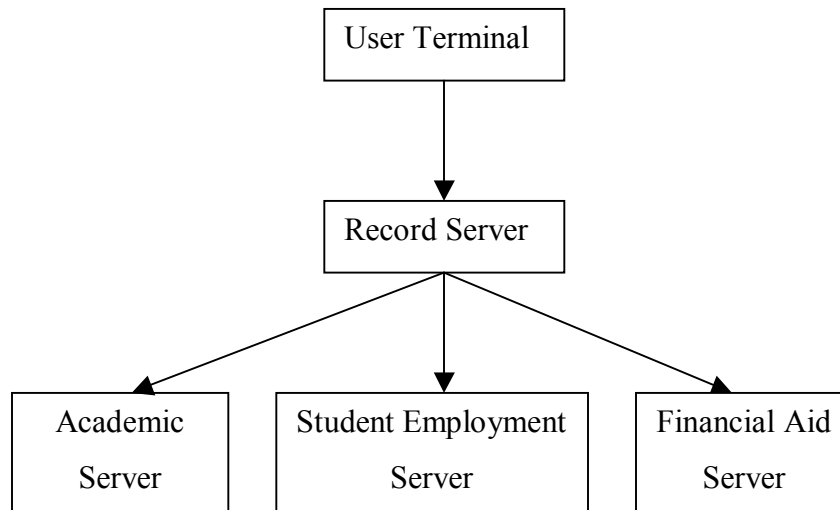 User Terminal
Record Server
Academic
Server
Student Employment
Server
Financial Aid
Server